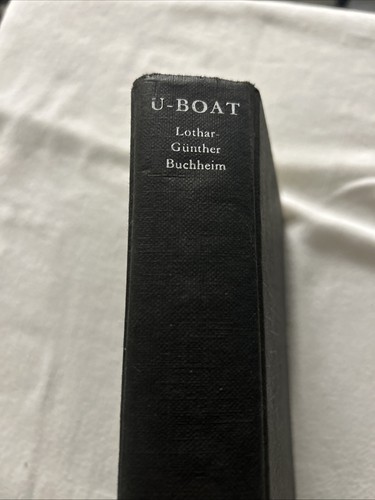 U-BOAT
Lothar-
Günther
Buchheim